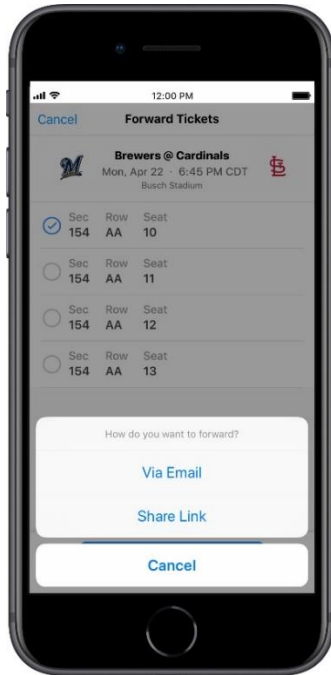 12:00 PM
Cancel Forward Tickets
Brewers @ Cardinals
Mon, Apr 22 · 6:45 PM CDT
Busch Stadium
Sec Row Seat
154 AA 10
Sec Row Seat
154 AA 11
Sec Row Seat
154 AA 12
Sec Row Seat
154 AA 13
How do you want to forward?
Via Email
Share Link
Cancel